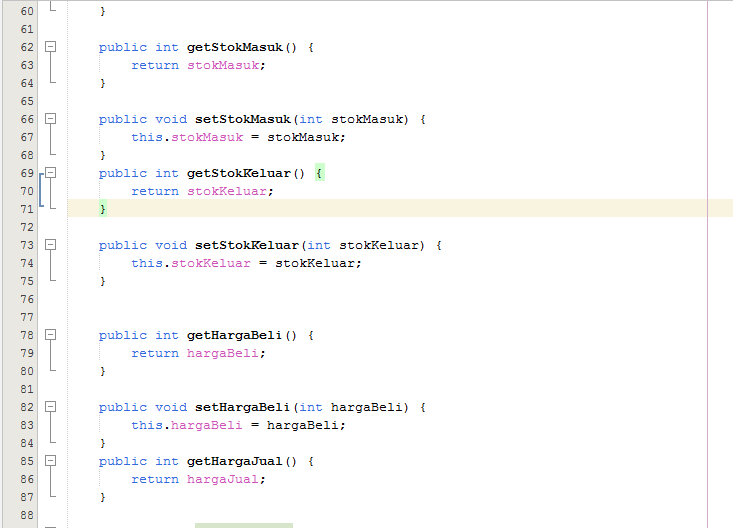 60 }
61
62 public int getStokMasuk() {
63 return stokMasuk;
64 }
65
66 public void setStokMasuk(int stokMasuk) {
67 this.stokMasuk = stokMasuk;
68 }
69 public int getStokKeluar() {
70 return stokKeluar;
71 }
72
73 public void setStokKeluar(int stokKeluar) {
74 this.stokKeluar = stokKeluar;
75 }
76
77
78 public int getHargaBeli() {
79 return hargaBeli;
80 }
81
82 public void setHargaBeli(int hargaBeli) {
83 this.hargaBeli = hargaBeli;
84 }
85 public int getHargaJual() {
86 return hargaJual;
87 }
88